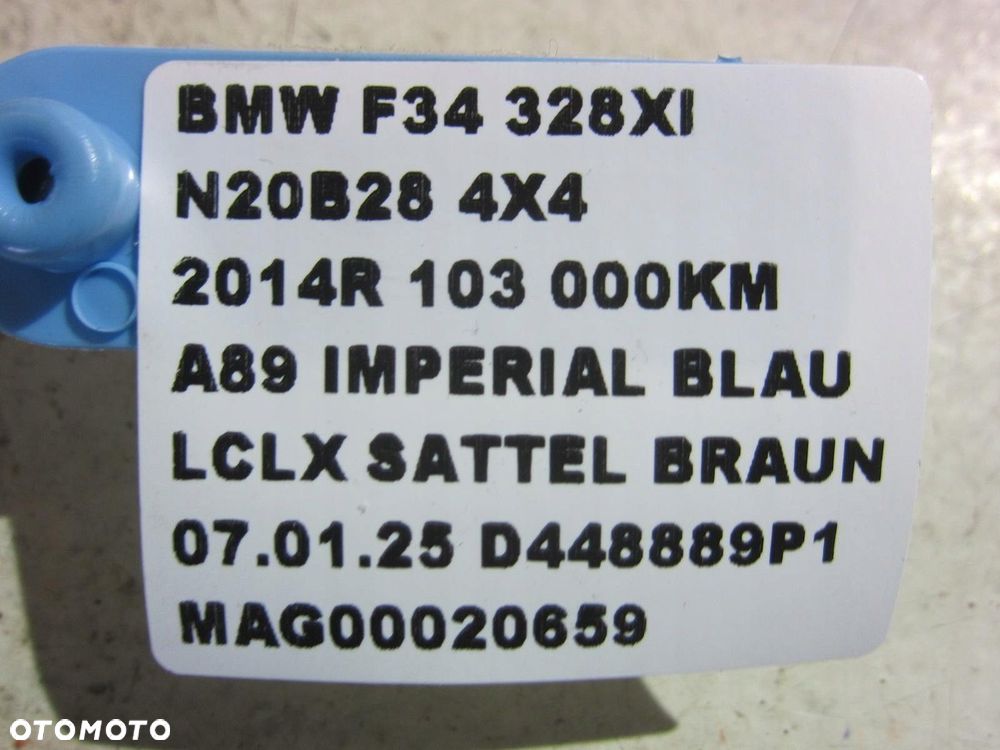 BMW F34 328XI
N20B28 4X4
2014R 103 000KM
A89 IMPERIAL BLAU
LCLX SATTEL BRAUN
07.01.25 D448889P1
MAG00020659
OTOMOTO